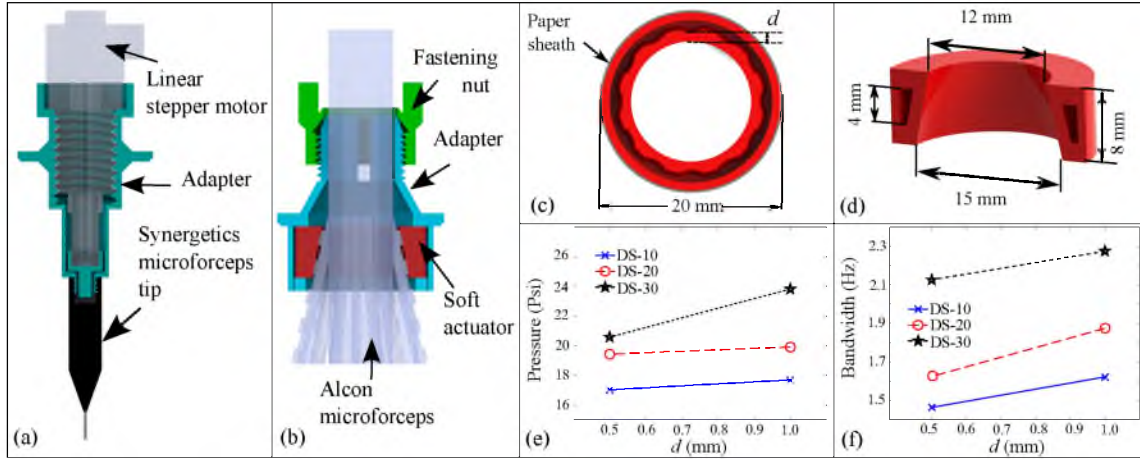 Linear
stepper motor
Adapter
Synergetics
microforceps
tip
(a)
Fastening
nut
Adapter
Soft
actuator
Alcon
microforceps
(b)
Paper
sheath
d
20 mm
(c)
12 mm
4 mm
8 mm
15 mm
(d)
Pressure (Psi)
26
24
22
20
18
16
DS-10
DS-20
DS-30
0.5 0.6 0.7 0.8 0.9 1.0
d (mm)
(e)
Bandwidth (Hz)
2.3
2.1
1.9
1.7
1.5
DS-10
DS-20
DS-30
0.5 0.6 0.7 0.8 0.9 1.0
d (mm)
(f)